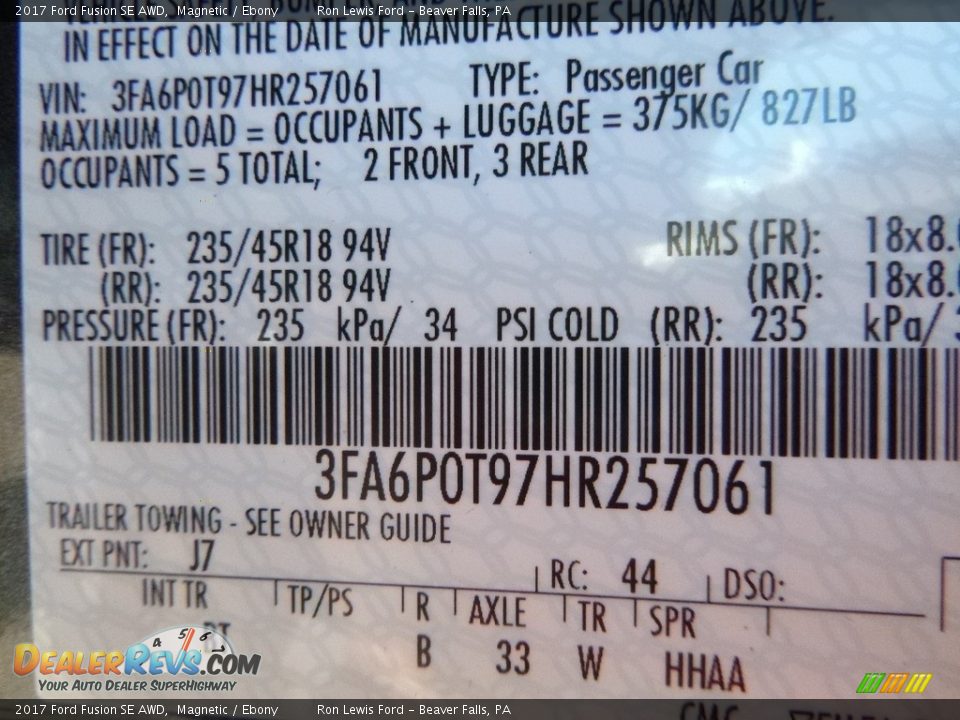 2017 Ford Fusion SE AWD, Magnetic / Ebony Ron Lewis Ford - Beaver Falls, PA
IN EFFECT ON THE DATE OF MANUFACTURE SHOWN ABOVE.
VIN: 3FA6P0T97HR257061 TYPE: Passenger Car
MAXIMUM LOAD = OCCUPANTS + LUGGAGE = 375KG/ 827LB
OCCUPANTS = 5 TOTAL; 2 FRONT, 3 REAR
TIRE (FR): 235/45R18 94V RIMS (FR): 18x8.
(RR): 235/45R18 94V (RR): 18x8.
PRESSURE (FR): 235 kPa/ 34 PSI COLD (RR): 235 kPa/
3FA6P0T97HR257061
TRAILER TOWING - SEE OWNER GUIDE
EXT PNT: J7 RC: 44 DSO:
INT TR TP/PS R AXLE TR SPR
B 33 W HHAA
4 5 6
DEALERREVS.COM
YOUR AUTO DEALER SUPERHIGHWAY
2017 Ford Fusion SE AWD, Magnetic / Ebony Ron Lewis Ford - Beaver Falls, PA